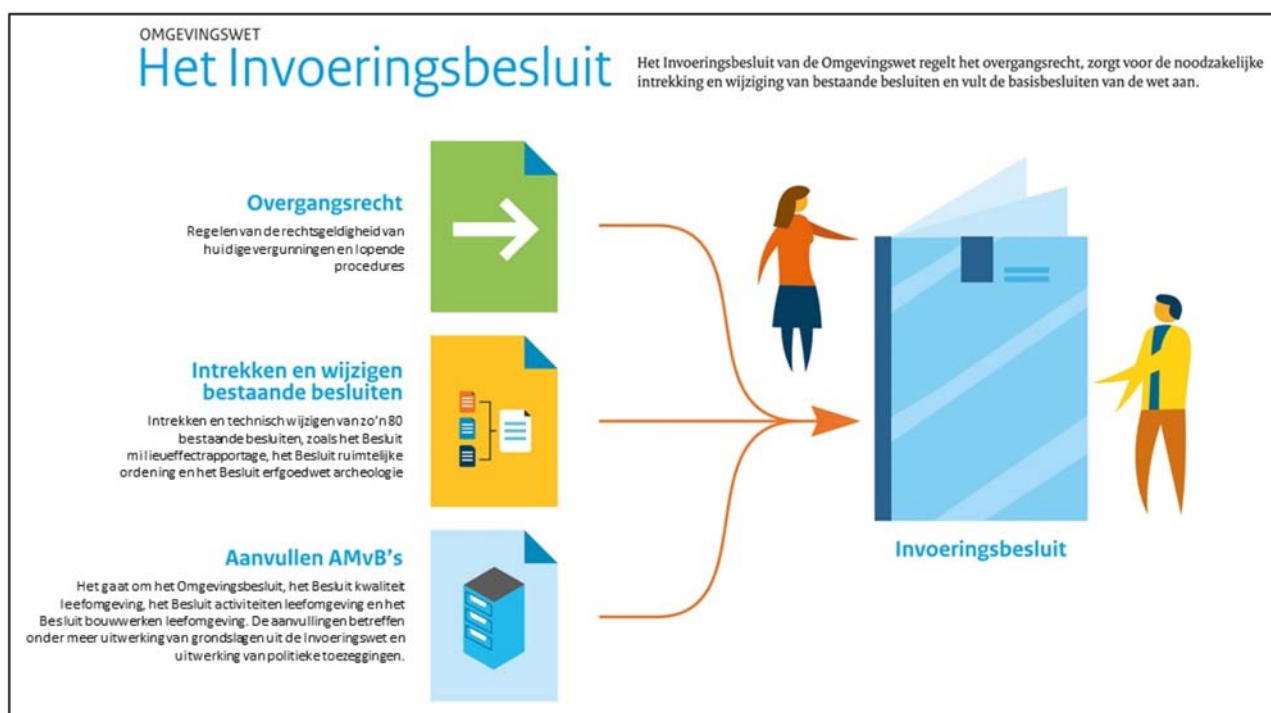 OMGEVINGSWET
Het Invoeringsbesluit
Het Invoeringsbesluit van de Omgevingswet regelt het overgangsrecht, zorgt voor de noodzakelijke
intrekking en wijziging van bestaande besluiten en vult de basisbesluiten van de wet aan.
Overgangsrecht
Regelen van de rechtsgeldigheid van
huidige vergunningen en lopende
procedures
Intrekken en wijzigen
bestaande besluiten
Intrekken en technisch wijzigen van zo'n 80
bestaande besluiten, zoals het Besluit
milieueffectrapportage, het Besluit ruimtelijke
ordening en het Besluit erfgoedwet archeologie
Aanvullen AMvB's
Het gaat om het Omgevingsbesluit, het Besluit kwaliteit
leefomgeving, het Besluit activiteiten leefomgeving en het
Besluit bouwwerken leefomgeving. De aanvullingen betreffen
onder meer uitwerking van grondslagen uit de Invoeringswet en
uitwerking van politieke toezeggingen.
Invoeringsbesluit